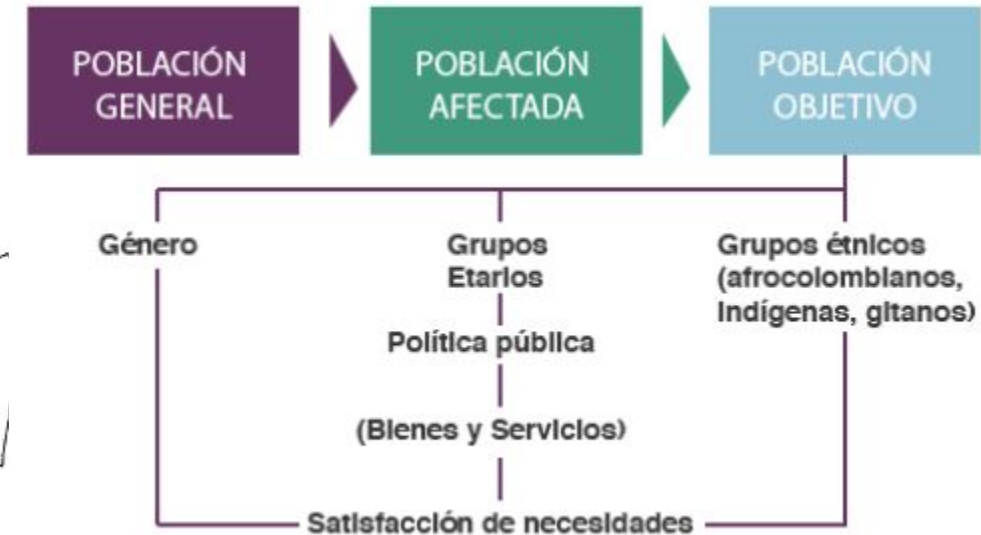 POBLACIÓN
GENERAL
POBLACIÓN
AFECTADA
POBLACIÓN
OBJETIVO
Género
Grupos
Etarios
Grupos étnicos
(afrocolombianos,
Indígenas, gitanos)
Política pública
(Bienes y Servicios)
Satisfacción de necesidades